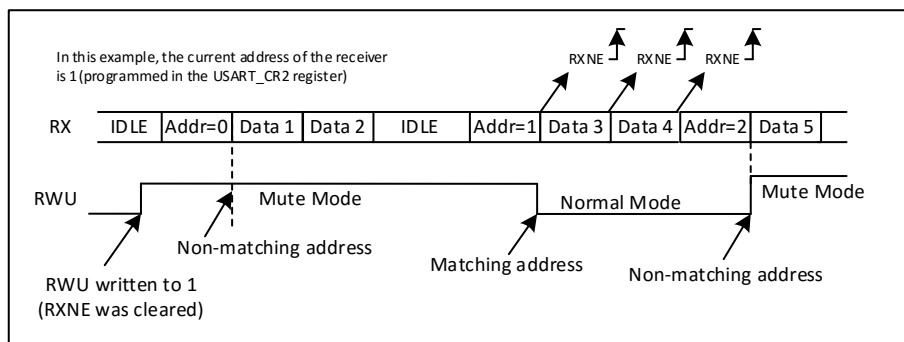 In this example, the current address of the receiver
is 1(programmed in the USART_CR2 register)
RXNE RXNE RXNE
RX IDLE Addr=0 Data 1 Data 2 IDLE Addr=1 Data 3 Data 4 Addr=2 Data 5
RWU Mute Mode Normal Mode Mute Mode
Non-matching address Matching address Non-matching address
RWU written to 1
(RXNE was cleared)